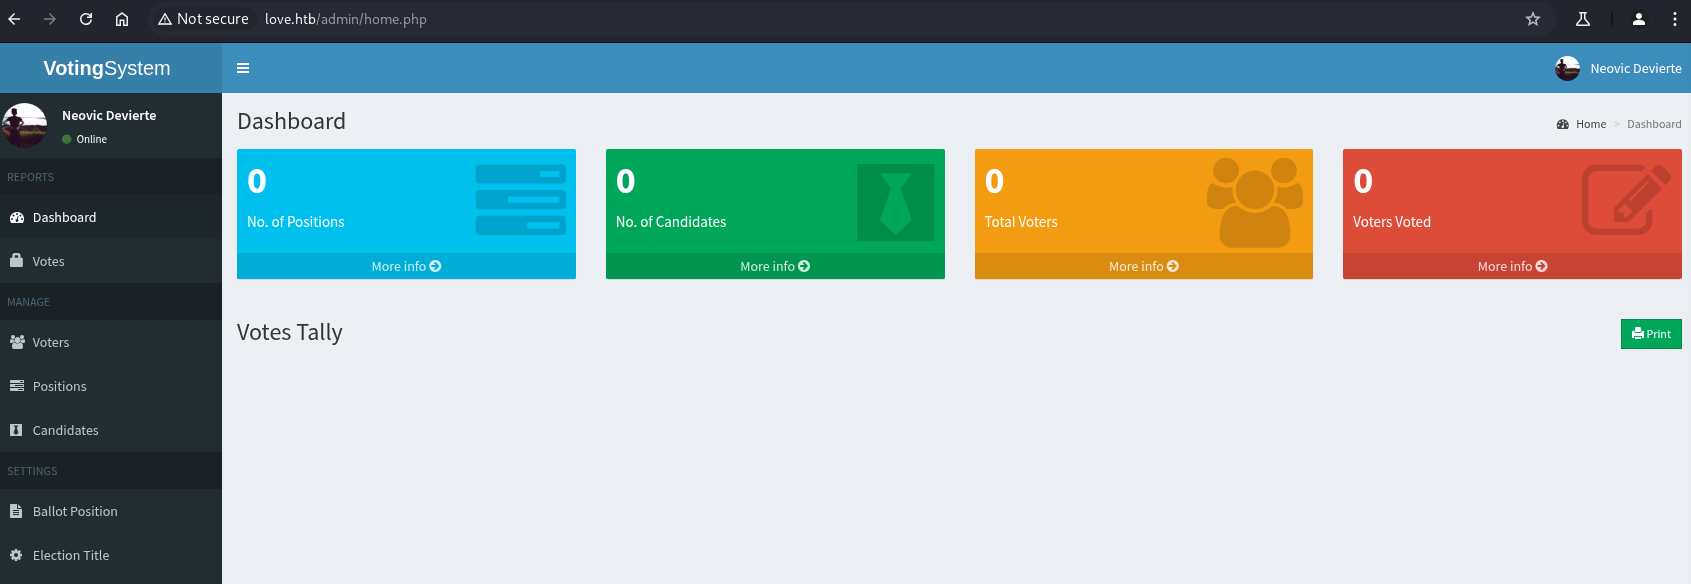 Not secure love.htb/admin/home.php
VotingSystem
Neovic Devierte
Neovic Devierte
Online
REPORTS
Dashboard
Votes
MANAGE
Voters
Positions
Candidates
SETTINGS
Ballot Position
Election Title
Dashboard
Home > Dashboard
0
No. of Positions
More info
0
No. of Candidates
More info
0
Total Voters
More info
0
Voters Voted
More info
Votes Tally
Print